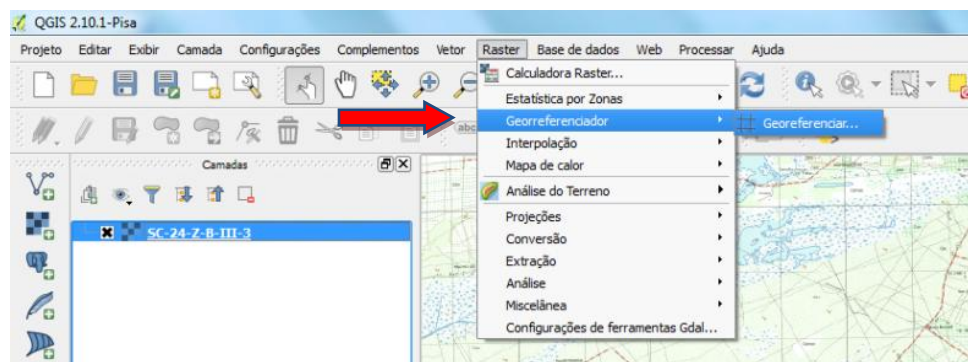 QGIS 2.10.1-Pisa
Projeto Editar Exibir Camada Configurações Complementos Vetor Raster Base de dados Web Processar Ajuda
Calculadora Raster...
Estatística por Zonas
Georreferenciador
Georeferenciar...
Interpolação
Mapa de calor
Análise do Terreno
Projeções
Conversão
Extração
Análise
Miscelânea
Configurações de ferramentas Gdal...
abc
Camadas
SC-24-Z-B-III-3